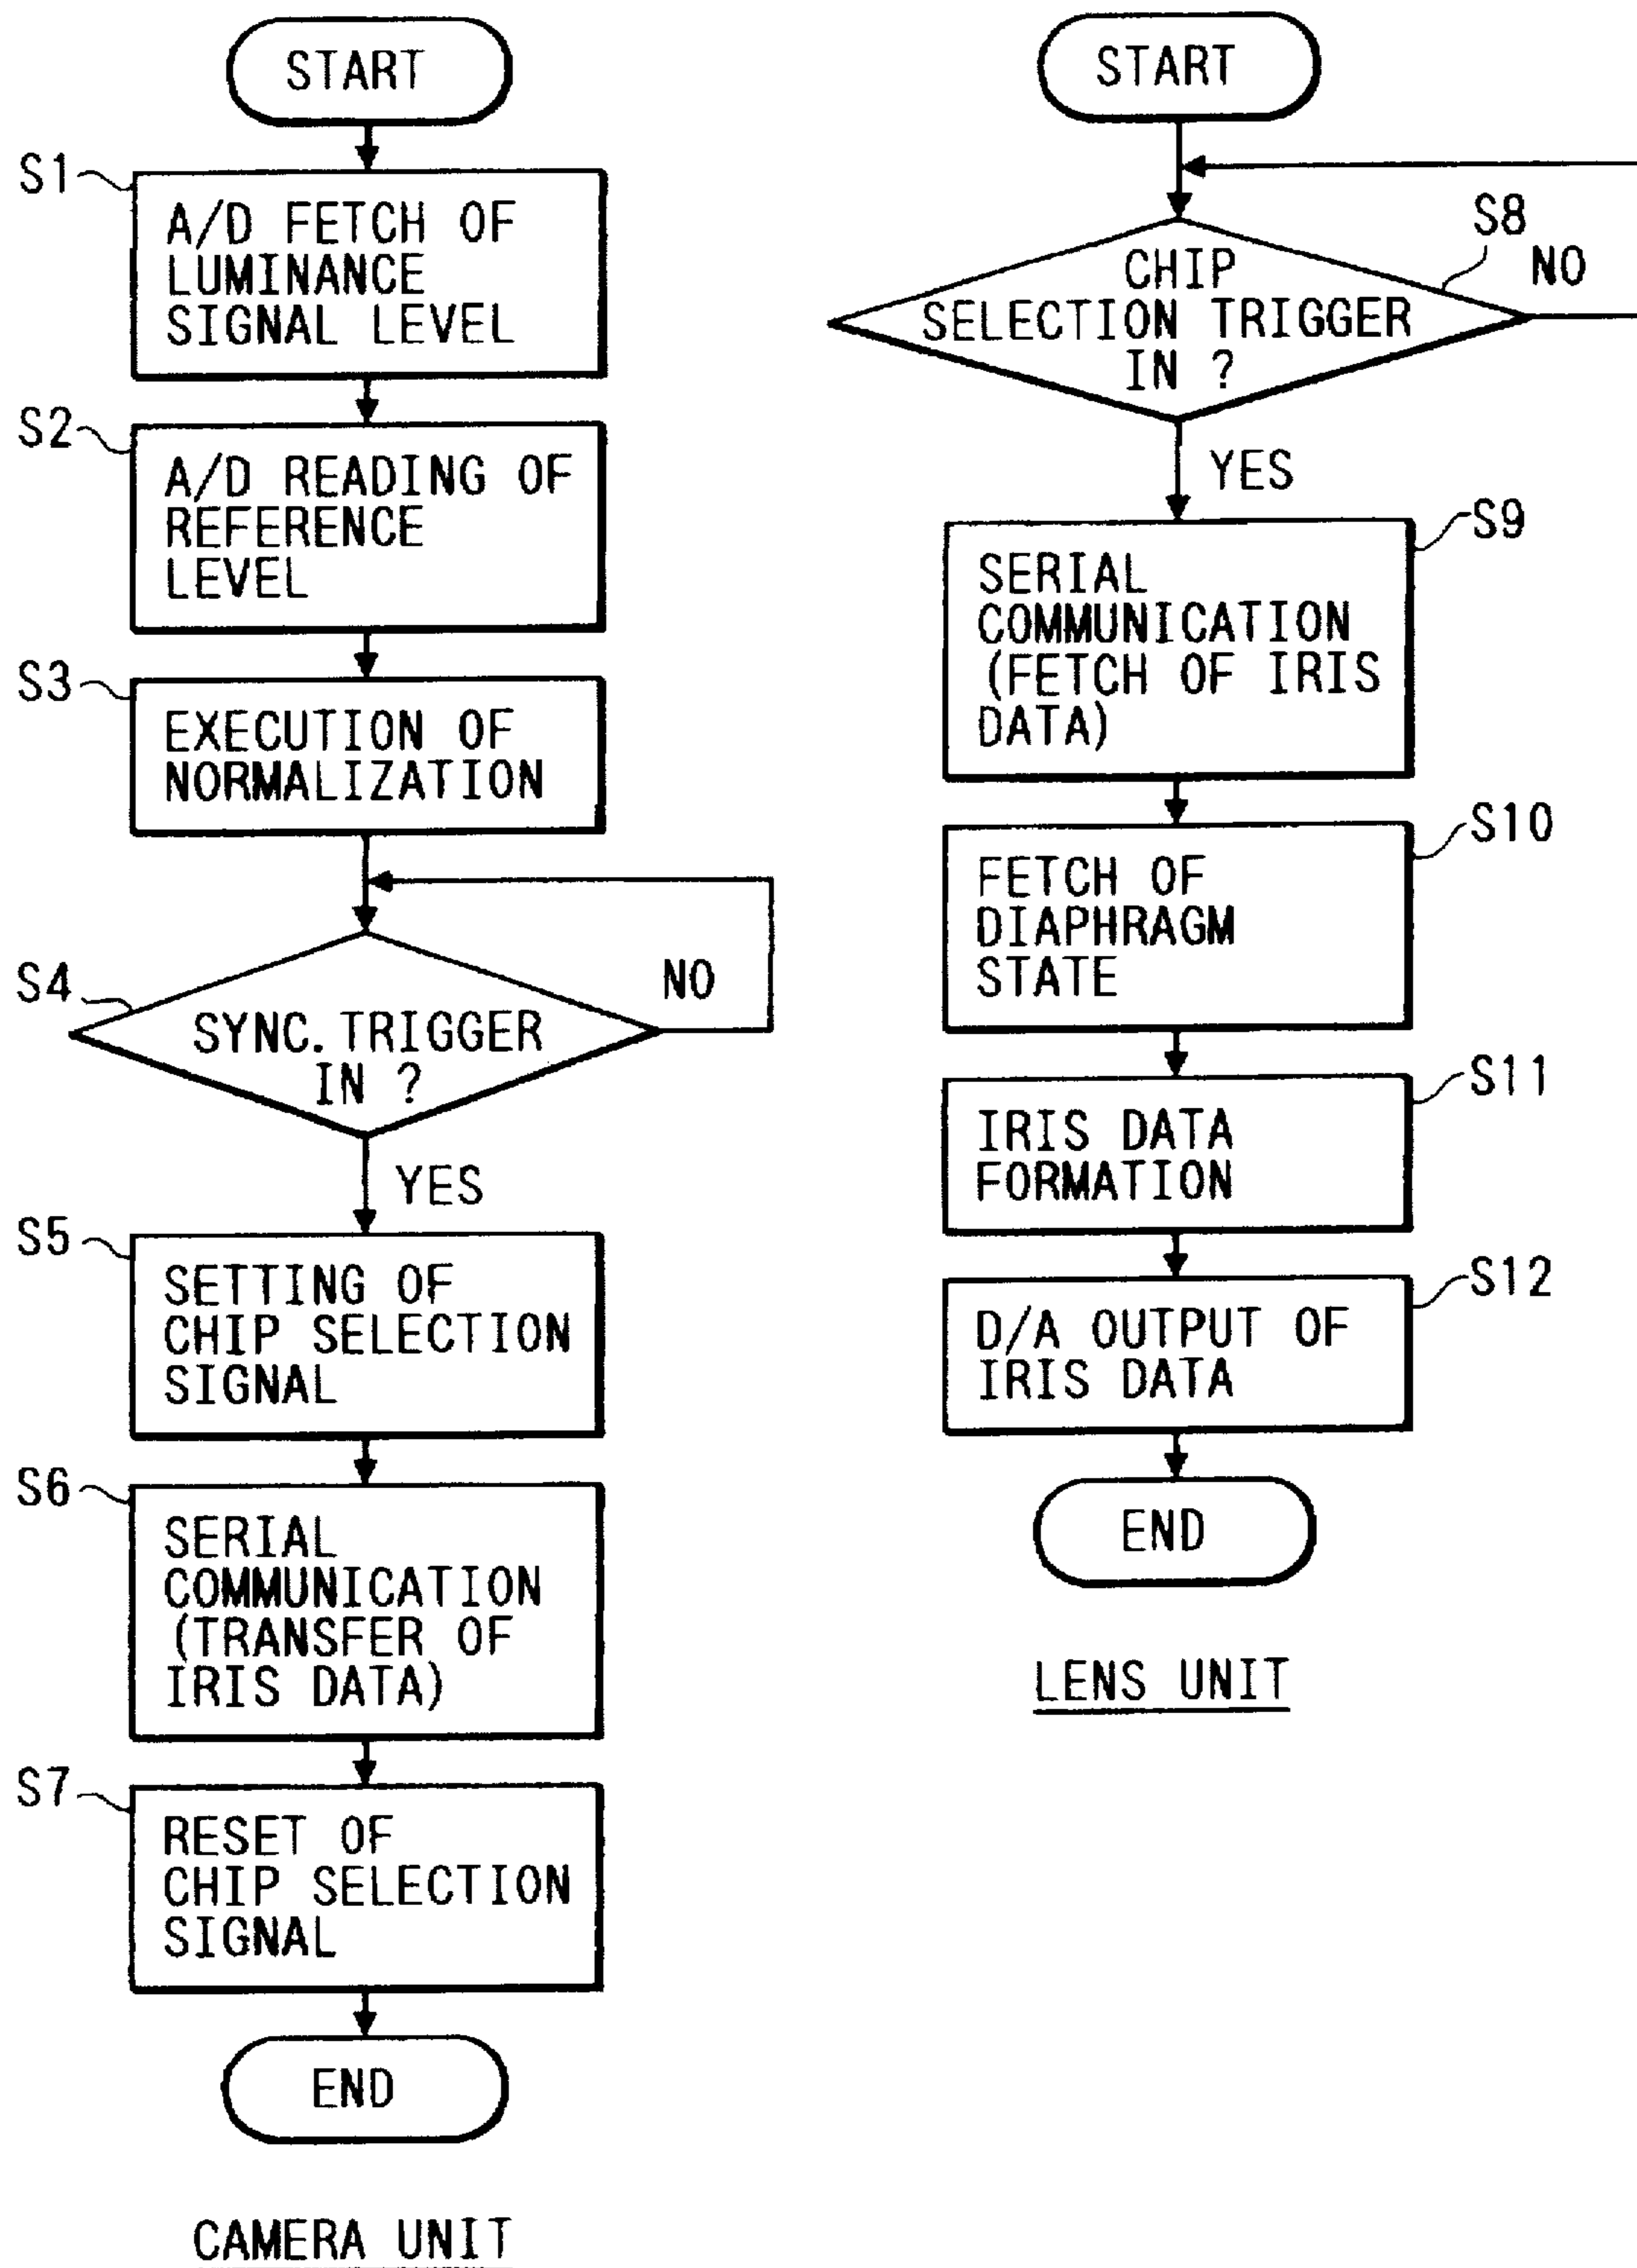 START
S1
A/D FETCH OF
LUMINANCE
SIGNAL LEVEL
S2
A/D READING OF
REFERENCE
LEVEL
S3
EXECUTION OF
NORMALIZATION
S4
NO
SYNC. TRIGGER
IN ?
YES
S5
SETTING OF
CHIP SELECTION
SIGNAL
S6
SERIAL
COMMUNICATION
(TRANSFER OF
IRIS DATA)
S7
RESET OF
CHIP SELECTION
SIGNAL
END
CAMERA UNIT
START
S8
NO
CHIP
SELECTION TRIGGER
IN ?
YES
S9
SERIAL
COMMUNICATION
(FETCH OF IRIS
DATA)
S10
FETCH OF
DIAPHRAGM
STATE
S11
IRIS DATA
FORMATION
S12
D/A OUTPUT OF
IRIS DATA
END
LENS UNIT